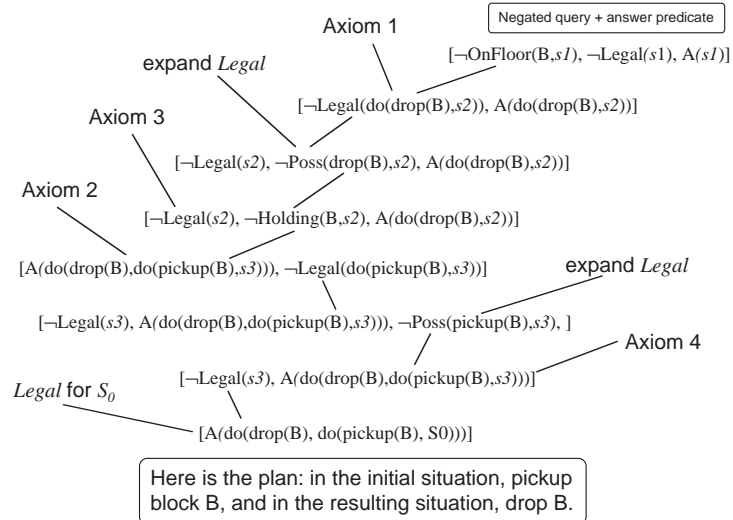 Negated query + answer predicate
Axiom 1
[¬OnFloor(B,s1), ¬Legal(s1), A(s1)]
expand Legal
[¬Legal(do(drop(B),s2)), A(do(drop(B),s2))]
Axiom 3
[¬Legal(s2), ¬Poss(drop(B),s2), A(do(drop(B),s2))]
Axiom 2
[¬Legal(s2), ¬Holding(B,s2), A(do(drop(B),s2))]
[A(do(drop(B),do(pickup(B),s3))), ¬Legal(do(pickup(B),s3))]
expand Legal
[¬Legal(s3), A(do(drop(B),do(pickup(B),s3))), ¬Poss(pickup(B),s3), ]
Axiom 4
[¬Legal(s3), A(do(drop(B),do(pickup(B),s3)))]
Legal for S0
[A(do(drop(B), do(pickup(B), S0)))]
Here is the plan: in the initial situation, pickup
block B, and in the resulting situation, drop B.